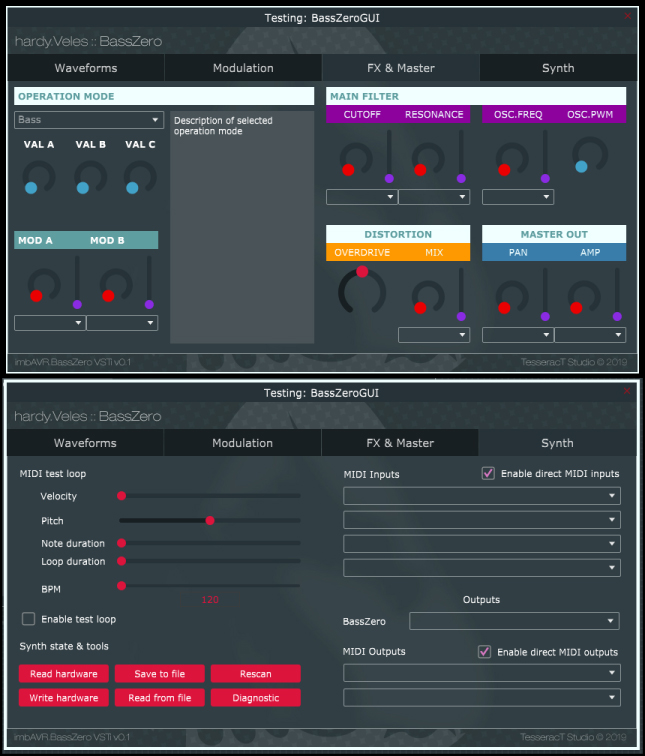 Testing: BassZeroGUI
hardy.Veles :: BassZero
Waveforms Modulation FX & Master Synth
OPERATION MODE
Bass
VAL A VAL B VAL C
Description of selected
operation mode
MOD A MOD B
MAIN FILTER
CUTOFF RESONANCE OSC.FREQ OSC.PWM
DISTORTION
OVERDRIVE MIX
MASTER OUT
PAN AMP
imbAVR.BassZero VSTi v0.1 TesseracT Studio © 2019
Testing: BassZeroGUI
hardy.Veles :: BassZero
Waveforms Modulation FX & Master Synth
MIDI test loop
Velocity
Pitch
Note duration
Loop duration
BPM
120
Enable test loop
Synth state & tools
Read hardware Save to file Rescan
Write hardware Read from file Diagnostic
MIDI Inputs Enable direct MIDI inputs
Outputs
BassZero
MIDI Outputs Enable direct MIDI outputs
imbAVR.BassZero VSTi v0.1 TesseracT Studio © 2019